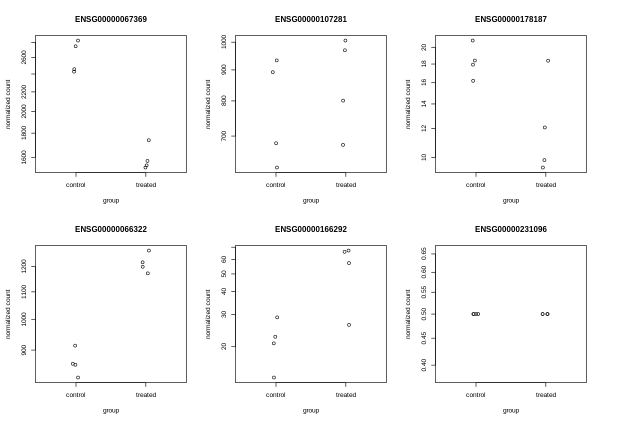 ENSG00000067369
normalized count
2600
2200
2000
1800
1600
control
treated
group
ENSG00000107281
normalized count
1000
900
800
700
control
treated
group
ENSG00000178187
normalized count
20
18
16
14
12
10
control
treated
group
ENSG00000066322
normalized count
1200
1100
1000
900
control
treated
group
ENSG00000166292
normalized count
60
50
40
30
20
control
treated
group
ENSG00000231096
normalized count
0.65
0.60
0.55
0.50
0.45
0.40
control
treated
group